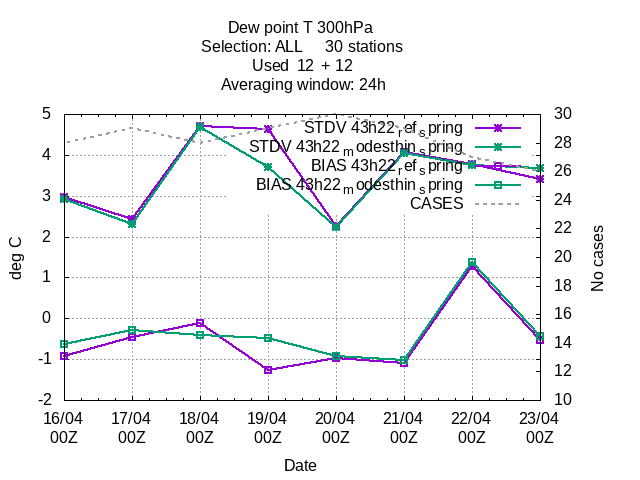 Dew point T 300hPa
Selection: ALL 30 stations
Used 12 + 12
Averaging window: 24h
STDV 43h22_ref_spring
STDV 43h22_modesthin_spring
BIAS 43h22_ref_spring
BIAS 43h22_modesthin_spring
CASES
5
4
3
2
1
0
-1
-2
deg C
30
28
26
24
22
20
18
16
14
12
10
No cases
16/04 17/04 18/04 19/04 20/04 21/04 22/04 23/04
00Z 00Z 00Z 00Z 00Z 00Z 00Z 00Z
Date